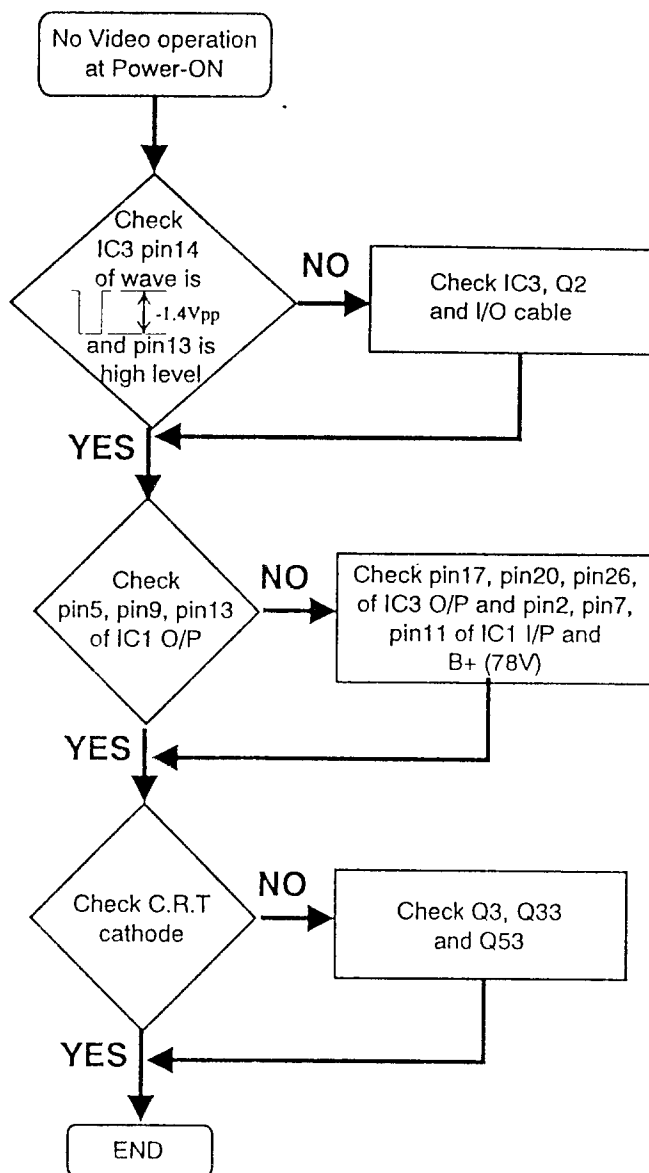 No Video operation
at Power-ON
Check
IC3 pin14
of wave is
-1.4Vpp
and pin13 is
high level
NO
Check IC3, Q2
and I/O cable
YES
Check
pin5, pin9, pin13
of IC1 O/P
NO
Check pin17, pin20, pin26,
of IC3 O/P and pin2, pin7,
pin11 of IC1 I/P and
B+ (78V)
YES
Check C.R.T
cathode
NO
Check Q3, Q33
and Q53
YES
END